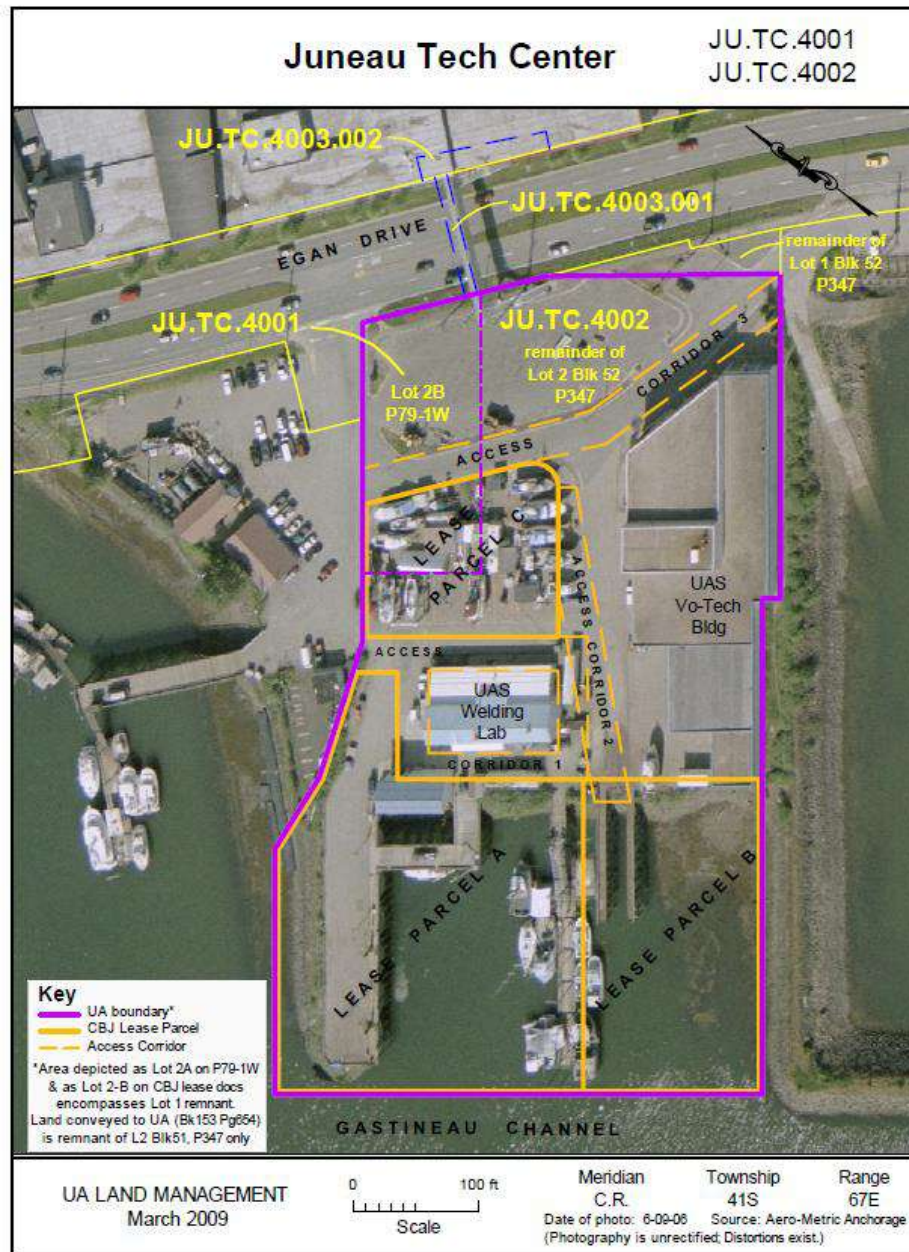 Juneau Tech Center
JU.TC.4001
JU.TC.4002
JU.TC.4003.002
JU.TC.4003.001
EGAN DRIVE
remainder of
Lot 1 Blk 52
P347
JU.TC.4001
JU.TC.4002
remainder of
Lot 2 Blk 52
P347
Lot 2B
P79-1W
CORRIDOR 3
ACCESS
LEASE
PARCEL C
ACCESS CORRIDOR 2
UAS
Vo-Tech
Bldg
ACCESS
UAS
Welding
Lab
CORRIDOR 1
LEASE PARCEL A
LEASE PARCEL B
Key
UA boundary*
CBJ Lease Parcel
Access Corridor
*Area depicted as Lot 2A on P79-1W
& as Lot 2-B on CBJ lease docs
encompasses Lot 1 remnant.
Land conveyed to UA (Bk153 Pg654)
is remnant of L2 Blk51, P347 only
GASTINEAU CHANNEL
UA LAND MANAGEMENT
March 2009
0 100 ft
Scale
Meridian Township Range
C.R. 41S 67E
Date of photo: 6-09-06 Source: Aero-Metric Anchorage
(Photography is unrectified; Distortions exist.)